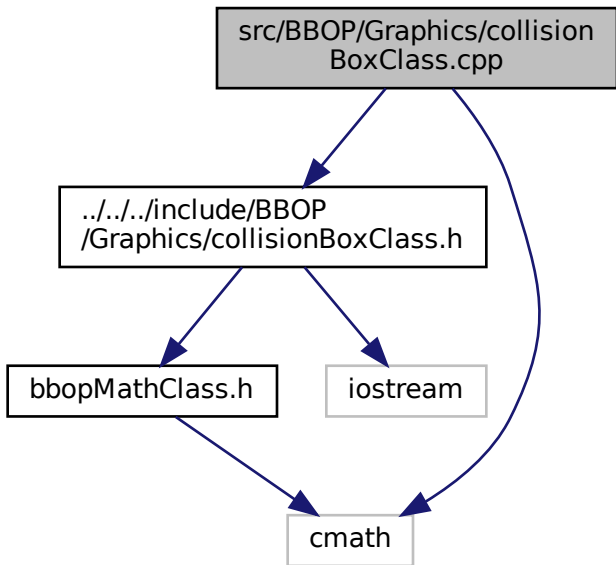 src/BBOP/Graphics/collision
BoxClass.cpp
../../../include/BBOP
/Graphics/collisionBoxClass.h
bbopMathClass.h
iostream
cmath